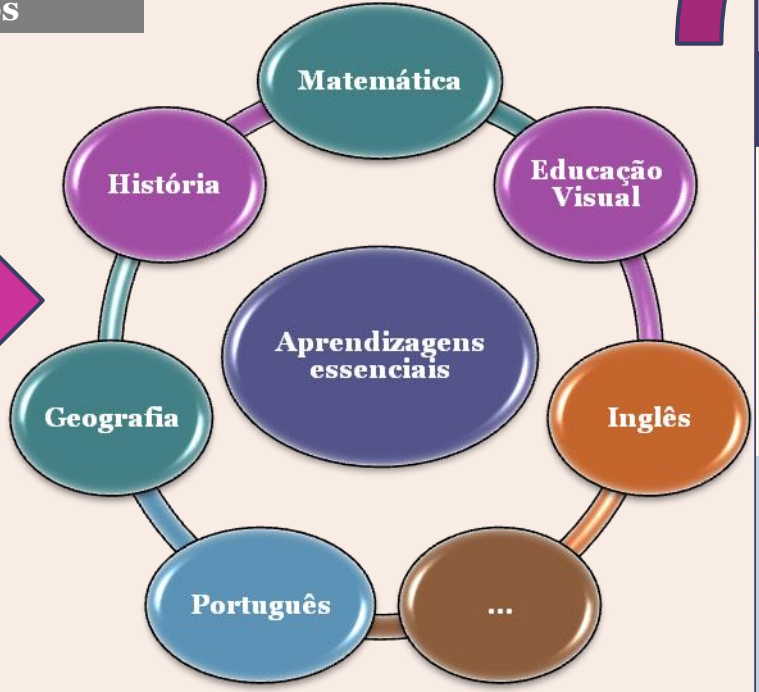 Matemática
História
Educação
Visual
Aprendizagens
essenciais
Geografia
Inglês
Português
...